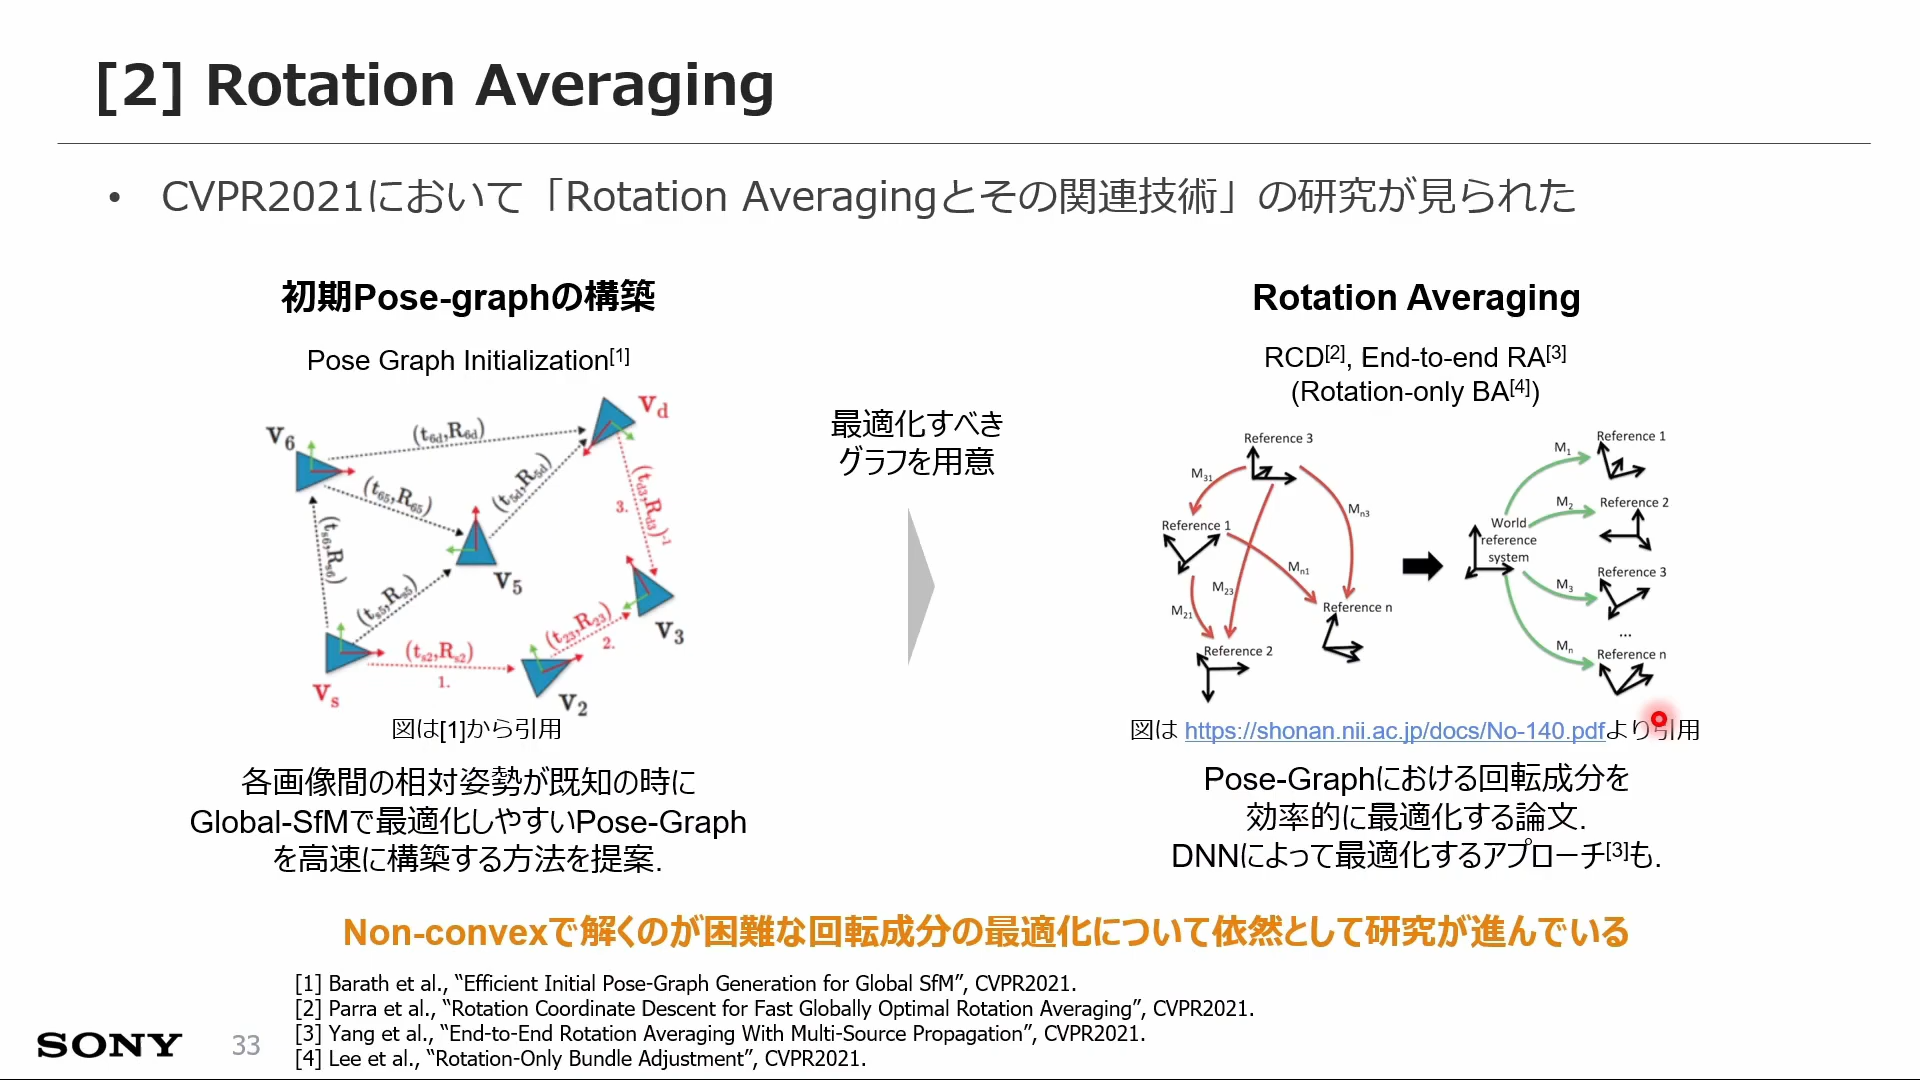 [2] Rotation Averaging
• CVPR2021において「Rotation Averagingとその関連技術」の研究が見られた
初期Pose-graphの構築
Pose Graph Initialization[1]
V6
Vd
(t6d,R6d)
(t65,R65)
(t5d,R5d)
(td3,Rd3)-1
3.
(ts6,Rs6)
V5
(ts5,Rs5)
V3
(t23,R23)
2.
(ts2,Rs2)
1.
Vs
V2
図は[1]から引用
各画像間の相対姿勢が既知の時に
Global-SfMで最適化しやすいPose-Graph
を高速に構築する方法を提案.
最適化すべき
グラフを用意
Rotation Averaging
RCD[2], End-to-end RA[3]
(Rotation-only BA[4])
Reference 3
M31
Mn3
Reference 1
Mn1
M23
M21
Reference n
Reference 2
Reference 1
M1
M2
Reference 2
World
reference
system
Reference 3
M3
...
Mn
Reference n
図は https://shonan.nii.ac.jp/docs/No-140.pdfより引用
Pose-Graphにおける回転成分を
効率的に最適化する論文.
DNNによって最適化するアプローチ[3]も.
Non-convexで解くのが困難な回転成分の最適化について依然として研究が進んでいる
[1] Barath et al., “Efficient Initial Pose-Graph Generation for Global SfM”, CVPR2021.
[2] Parra et al., “Rotation Coordinate Descent for Fast Globally Optimal Rotation Averaging”, CVPR2021.
[3] Yang et al., “End-to-End Rotation Averaging With Multi-Source Propagation”, CVPR2021.
[4] Lee et al., “Rotation-Only Bundle Adjustment”, CVPR2021.
SONY
33